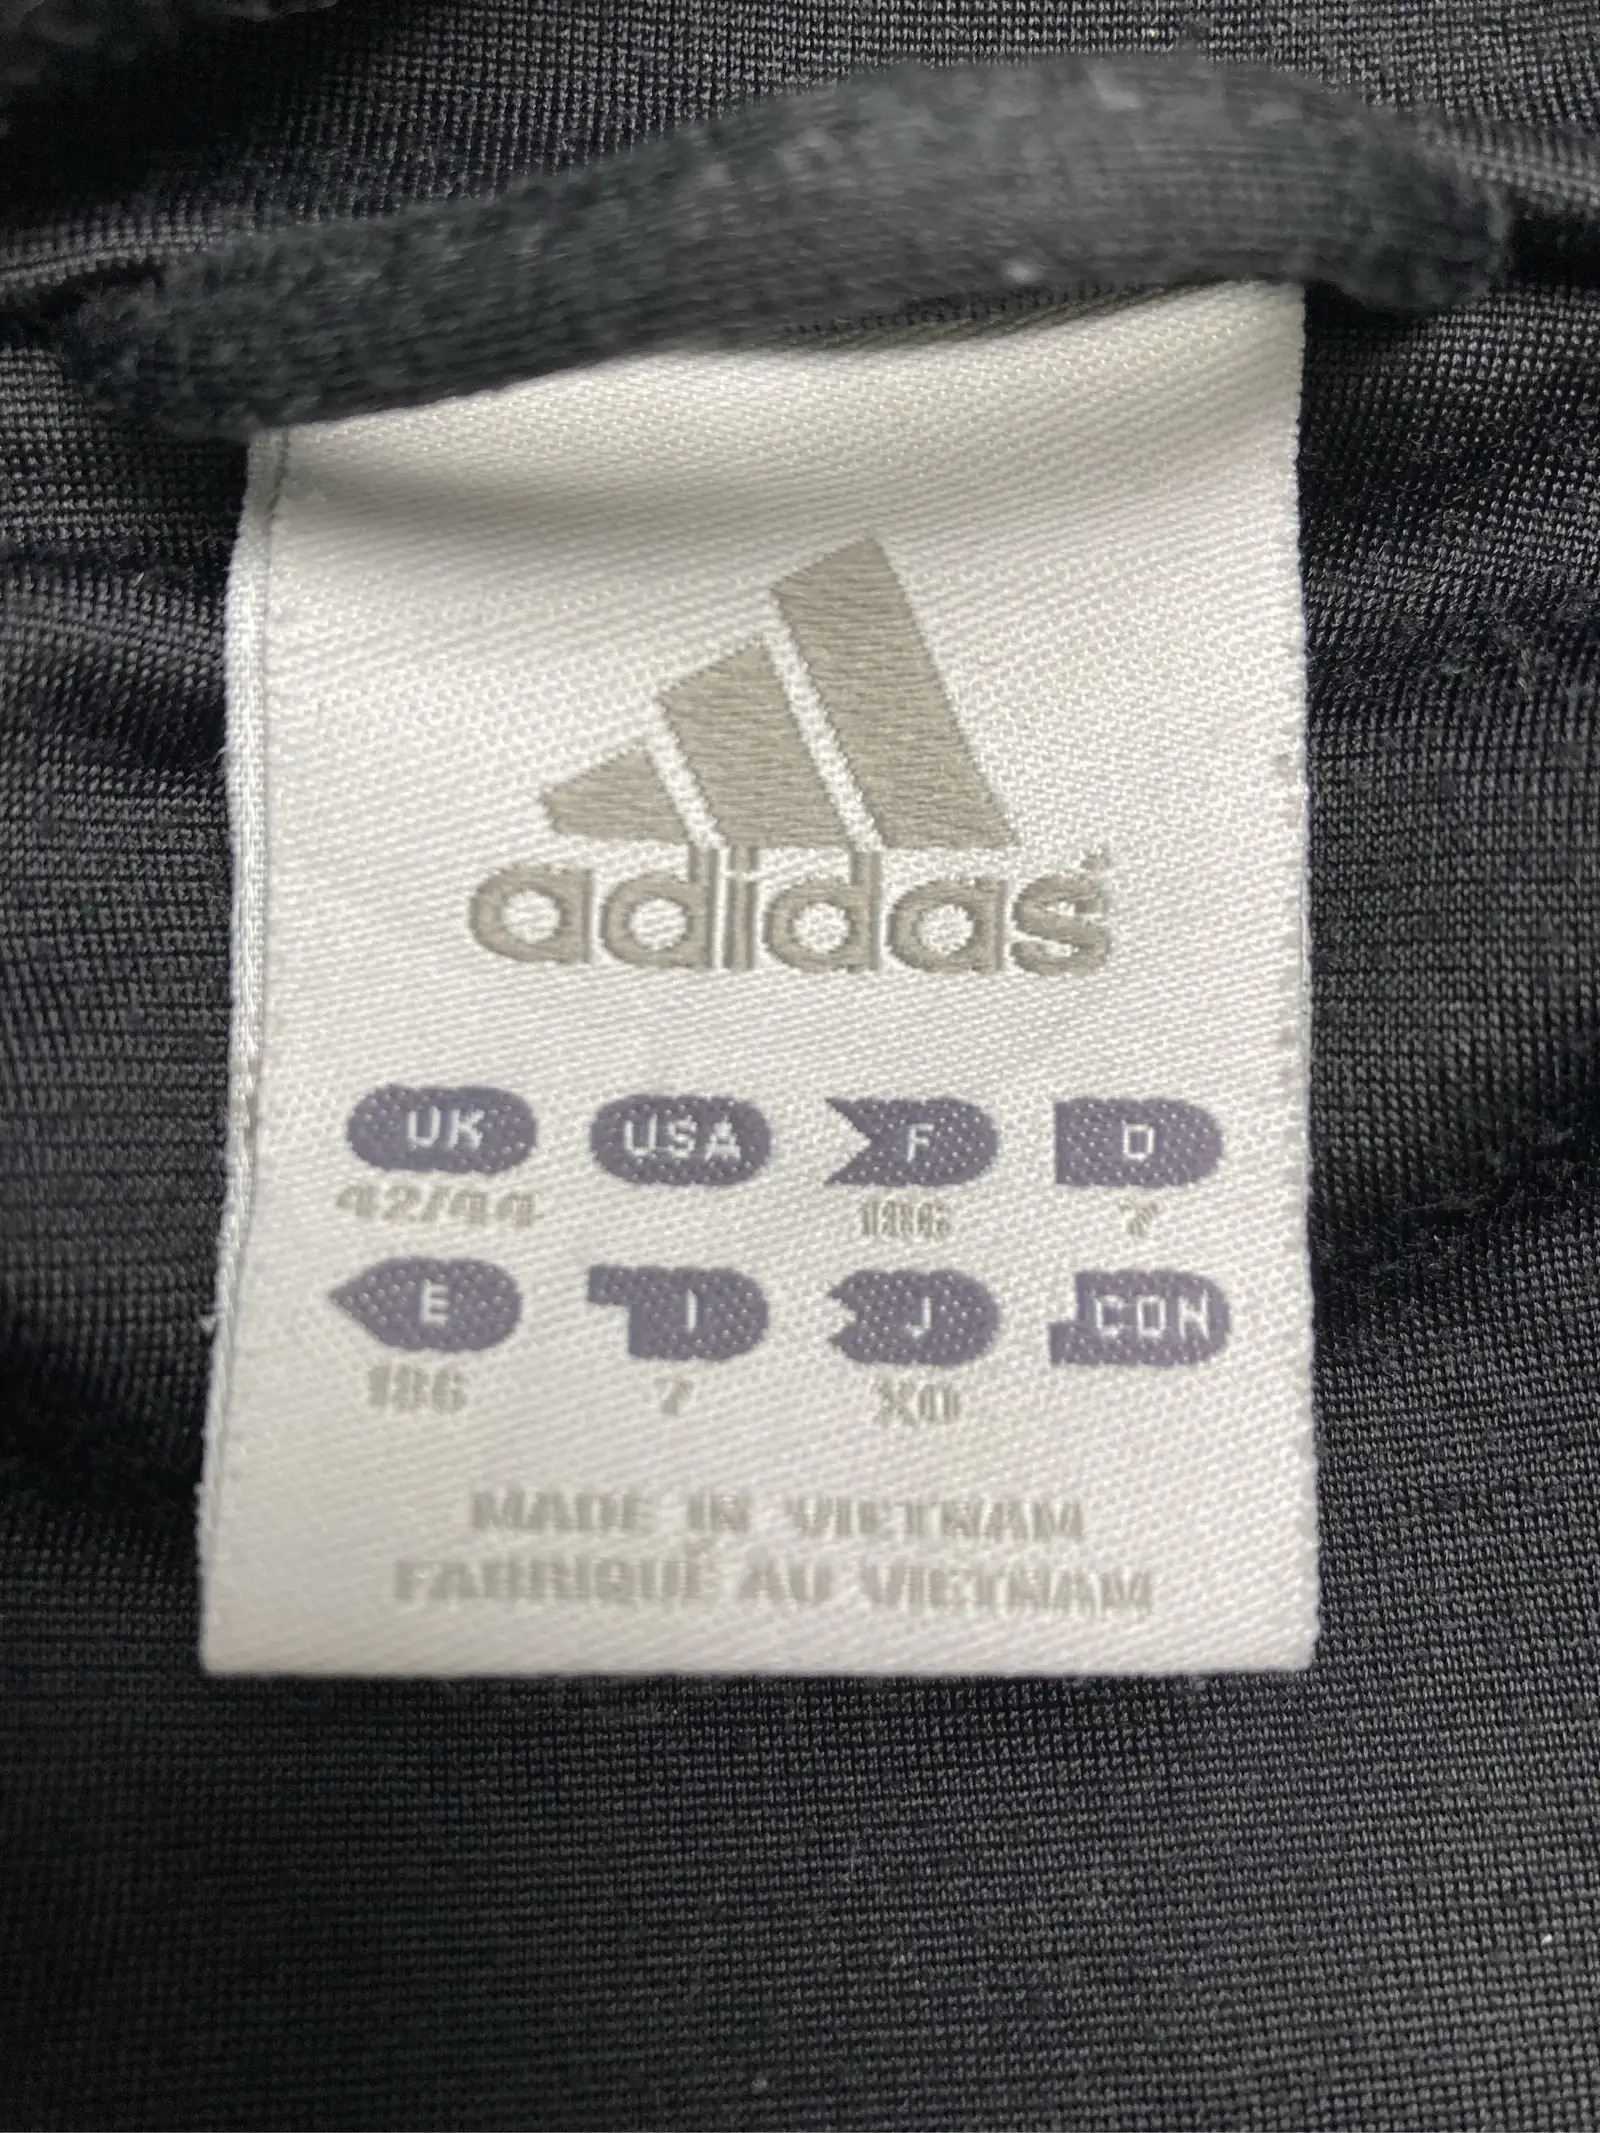 adidas
UK USA F D
42/44 186 7
E I J CON
186 7 XO
MADE IN VIETNAM
FABRIQUÉ AU VIETNAM